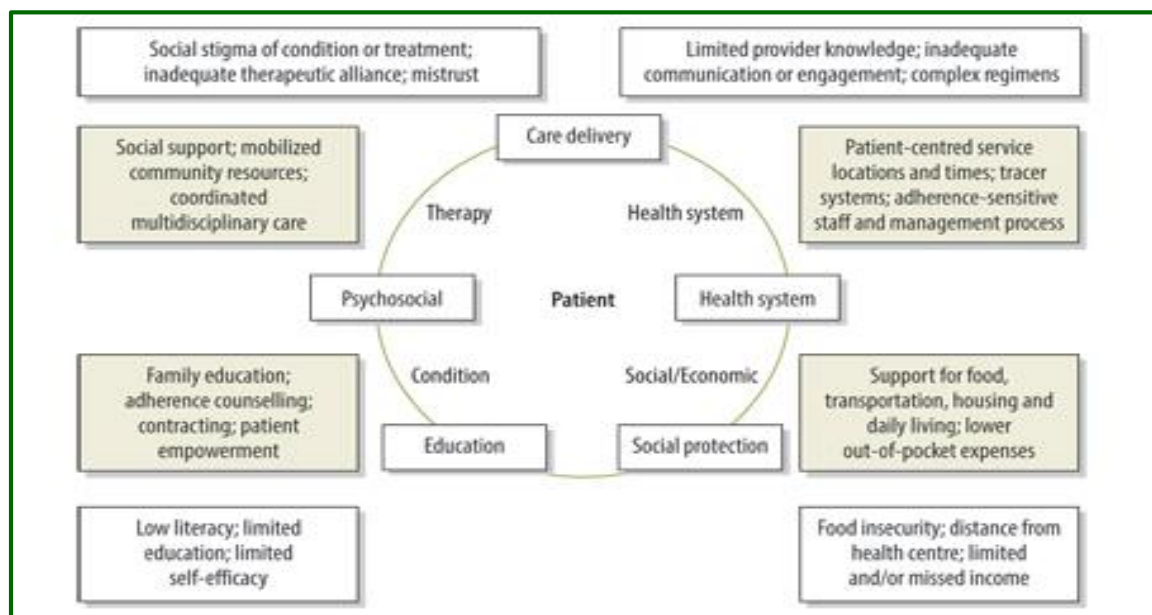 Social stigma of condition or treatment;
inadequate therapeutic alliance; mistrust
Limited provider knowledge; inadequate
communication or engagement; complex regimens
Care delivery
Social support; mobilized
community resources;
coordinated
multidisciplinary care
Patient-centred service
locations and times; tracer
systems; adherence-sensitive
staff and management process
Therapy
Health system
Psychosocial
Patient
Health system
Condition
Social/Economic
Family education;
adherence counselling;
contracting; patient
empowerment
Support for food,
transportation, housing and
daily living; lower
out-of-pocket expenses
Education
Social protection
Low literacy; limited
education; limited
self-efficacy
Food insecurity; distance from
health centre; limited
and/or missed income